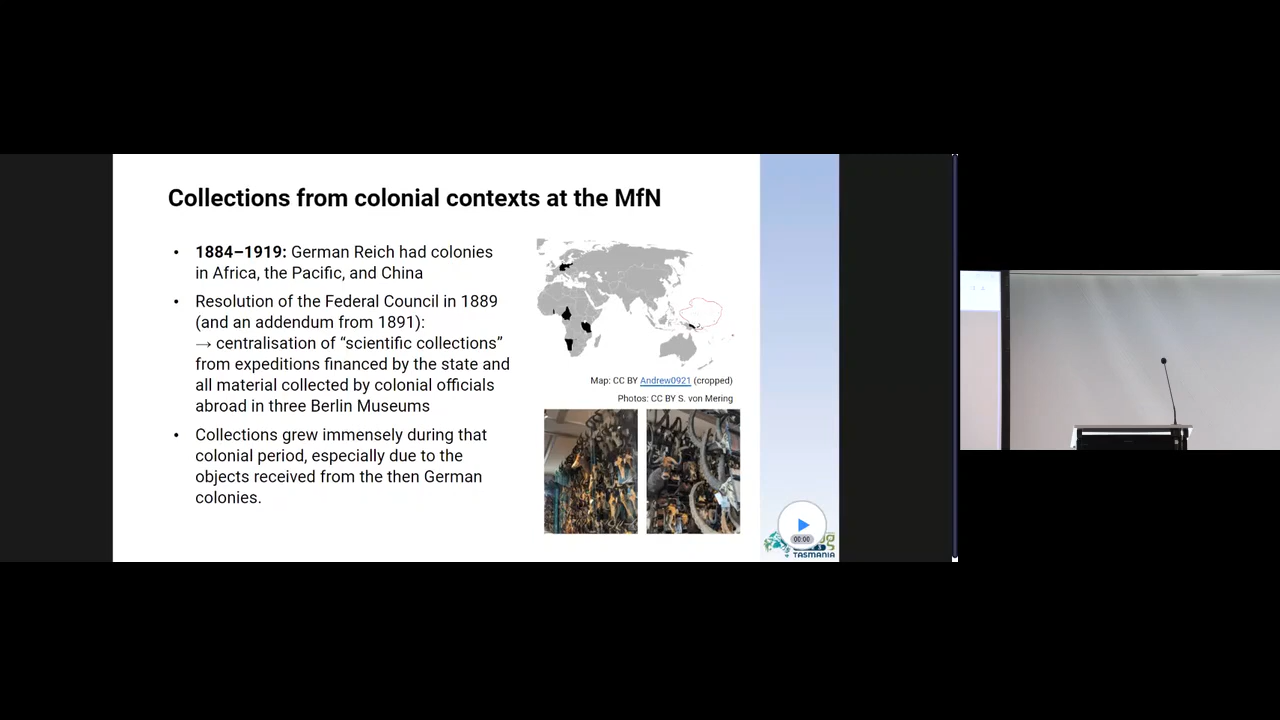 Collections from colonial contexts at the MfN
• 1884–1919: German Reich had colonies
in Africa, the Pacific, and China
• Resolution of the Federal Council in 1889
(and an addendum from 1891):
→ centralisation of “scientific collections”
from expeditions financed by the state and
all material collected by colonial officials
abroad in three Berlin Museums
• Collections grew immensely during that
colonial period, especially due to the
objects received from the then German
colonies.
Map: CC BY Andrew0921 (cropped)
Photos: CC BY S. von Mering
00:00
TASMANIA